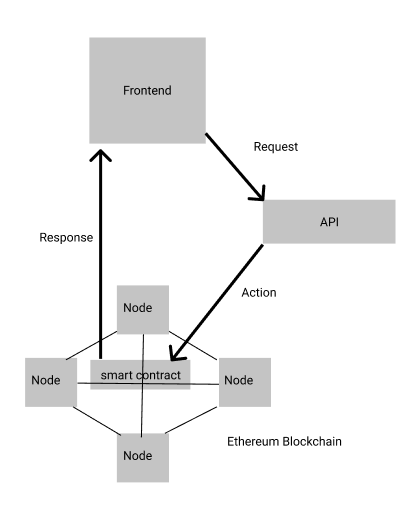 Frontend
Request
API
Response
Action
Node
smart contract
Node
Node
Ethereum Blockchain
Node